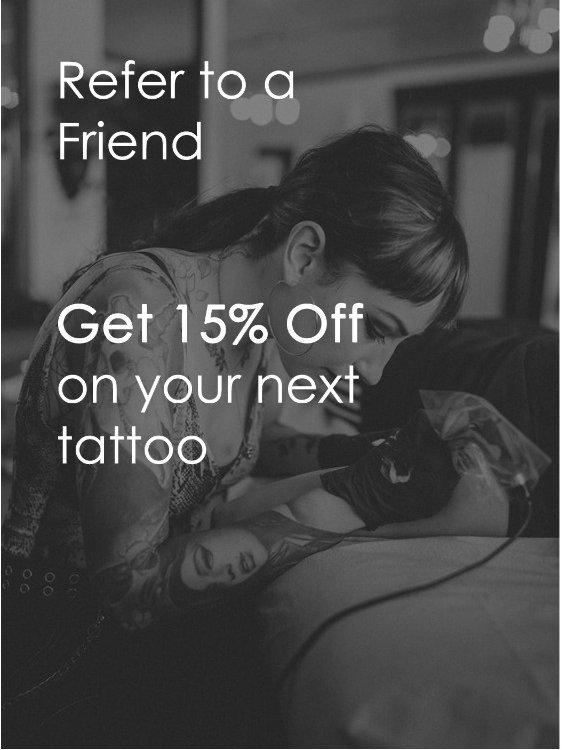 Refer to a
Friend
Get 15% Off
on your next
tattoo